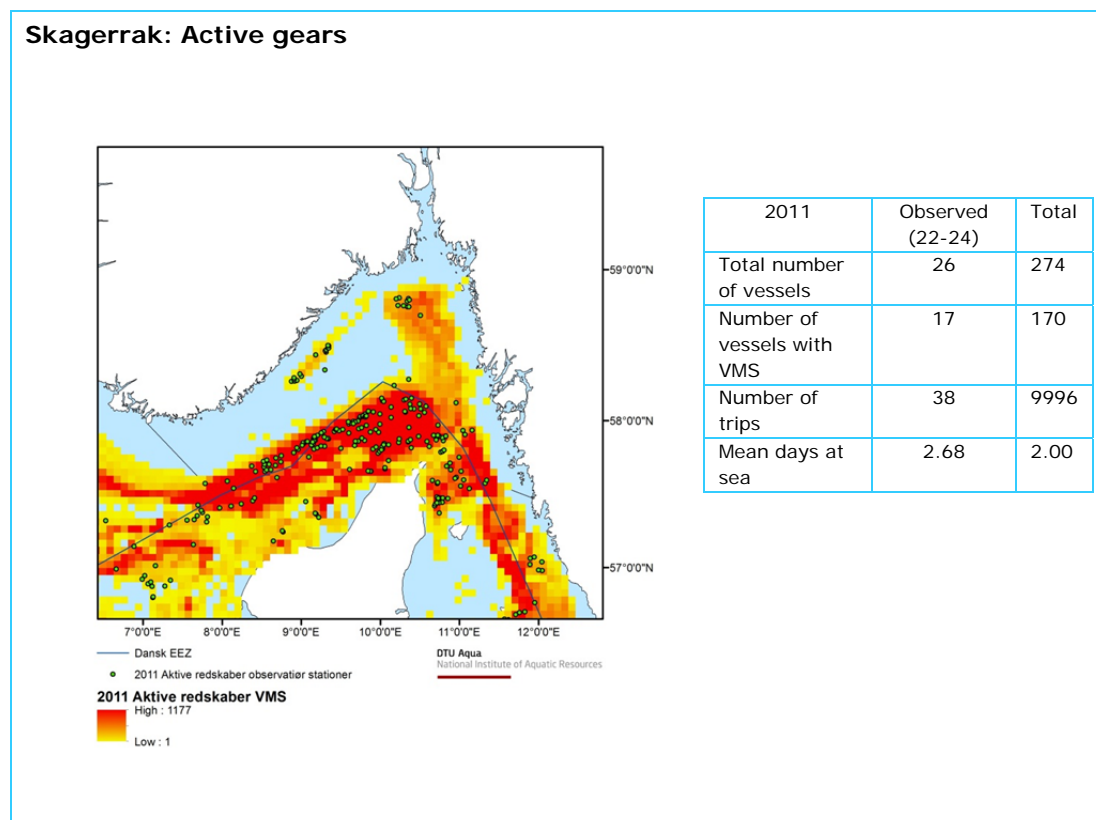 Skagerrak: Active gears
59°0'0"N
58°0'0"N
57°0'0"N
7°0'0"E 8°0'0"E 9°0'0"E 10°0'0"E 11°0'0"E 12°0'0"E
Dansk EEZ
2011 Aktive redskaber observatiør stationer
2011 Aktive redskaber VMS
High : 1177
Low : 1
DTU Aqua
National Institute of Aquatic Resources
2011 Observed Total
(22-24)
Total number 26 274
of vessels
Number of 17 170
vessels with
VMS
Number of 38 9996
trips
Mean days at 2.68 2.00
sea